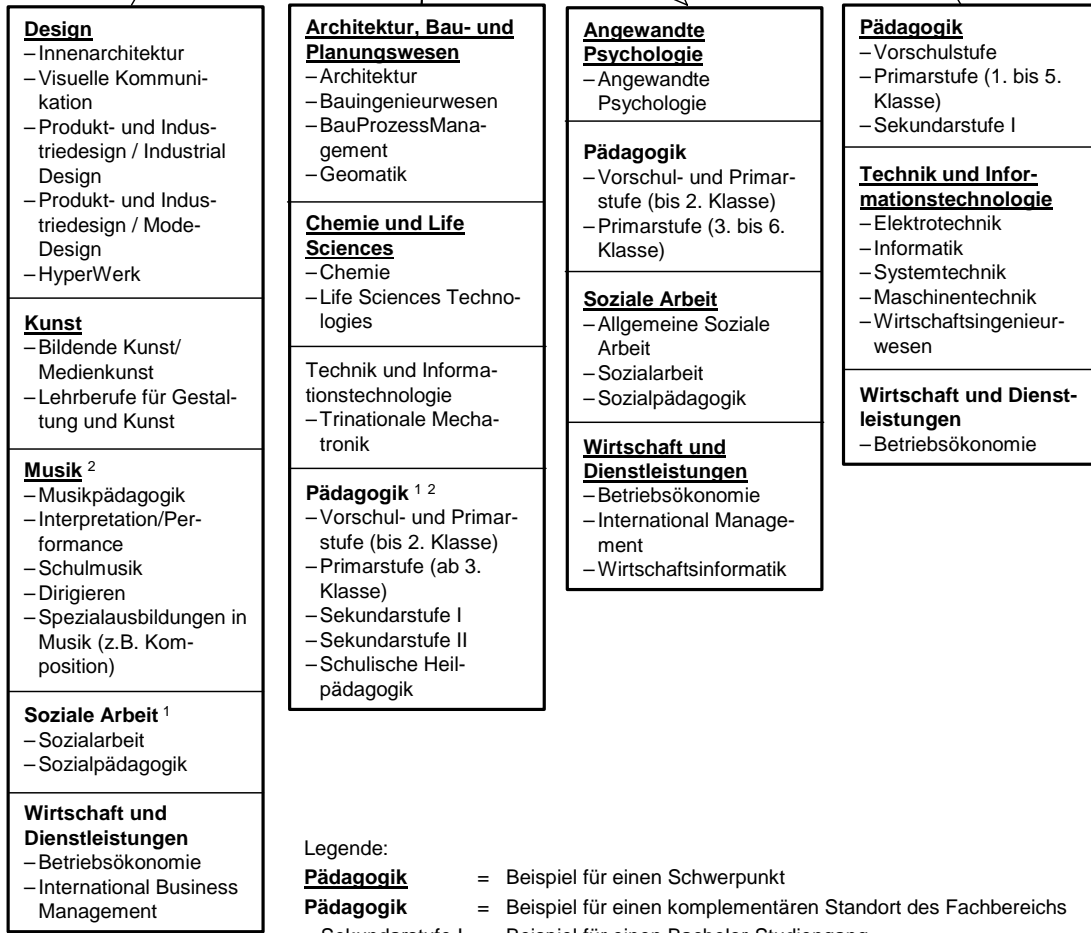 Design
– Innenarchitektur
– Visuelle Kommuni-
kation
– Produkt- und Indus-
triedesign / Industrial
Design
– Produkt- und Indus-
triedesign / Mode-
Design
– HyperWerk
Kunst
– Bildende Kunst/
Medienkunst
– Lehrberufe für Gestal-
tung und Kunst
Musik 2
– Musikpädagogik
– Interpretation/Per-
formance
– Schulmusik
– Dirigieren
– Spezialausbildungen in
Musik (z.B. Kom-
position)
Soziale Arbeit 1
– Sozialarbeit
– Sozialpädagogik
Wirtschaft und
Dienstleistungen
– Betriebsökonomie
– International Business
Management
Architektur, Bau- und
Planungswesen
– Architektur
– Bauingenieurwesen
– BauProzessMana-
gement
– Geomatik
Chemie und Life
Sciences
– Chemie
– Life Sciences Techno-
logies
Technik und Informa-
tionstechnologie
– Trinationale Mecha-
tronik
Pädagogik 1 2
– Vorschul- und Primar-
stufe (bis 2. Klasse)
– Primarstufe (ab 3.
Klasse)
– Sekundarstufe I
– Sekundarstufe II
– Schulische Heil-
pädagogik
Angewandte
Psychologie
– Angewandte
Psychologie
Pädagogik
– Vorschul- und Primar-
stufe (bis 2. Klasse)
– Primarstufe (3. bis 6.
Klasse)
Soziale Arbeit
– Allgemeine Soziale
Arbeit
– Sozialarbeit
– Sozialpädagogik
Wirtschaft und
Dienstleistungen
– Betriebsökonomie
– International Manage-
ment
– Wirtschaftsinformatik
Pädagogik
– Vorschulstufe
– Primarstufe (1. bis 5.
Klasse)
– Sekundarstufe I
Technik und Infor-
mationstechnologie
– Elektrotechnik
– Informatik
– Systemtechnik
– Maschinentechnik
– Wirtschaftsingenieur-
wesen
Wirtschaft und Dienst-
leistungen
– Betriebsökonomie
Legende:
Pädagogik = Beispiel für einen Schwerpunkt
Pädagogik = Beispiel für einen komplementären Standort des Fachbereichs
– Sekundarstufe I = Beispiel für einen Bachelor-Studiengang